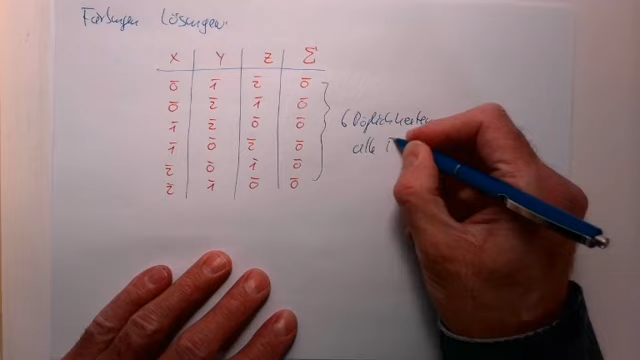 Färbungen Lösungen:
X Y Z Σ
0̄ 1̄ 2̄ 0̄
0̄ 2̄ 1̄ 0̄
1̄ 2̄ 0̄ 0̄
1̄ 0̄ 2̄ 0̄
2̄ 0̄ 1̄ 0̄
2̄ 1̄ 0̄ 0̄
6 Möglichkeiten
alle